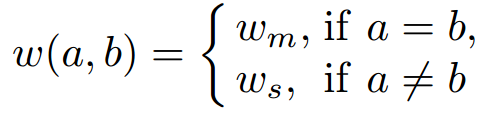 w(a, b) = { w_m, if a = b,
w_s, if a ≠ b